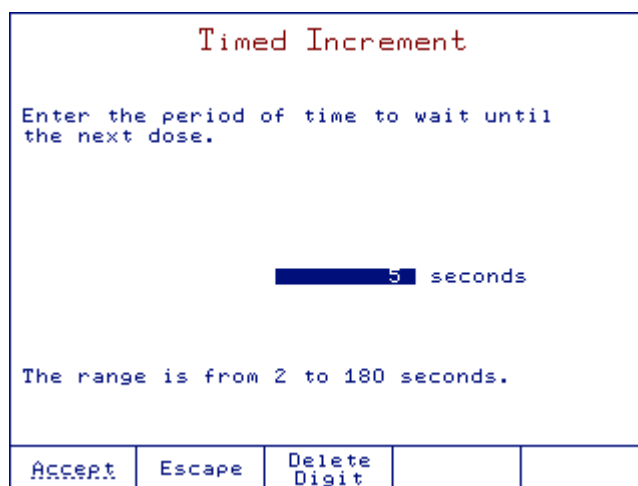 Timed Increment
Enter the period of time to wait until
the next dose.
5 seconds
The range is from 2 to 180 seconds.
Accept Escape Delete
Digit